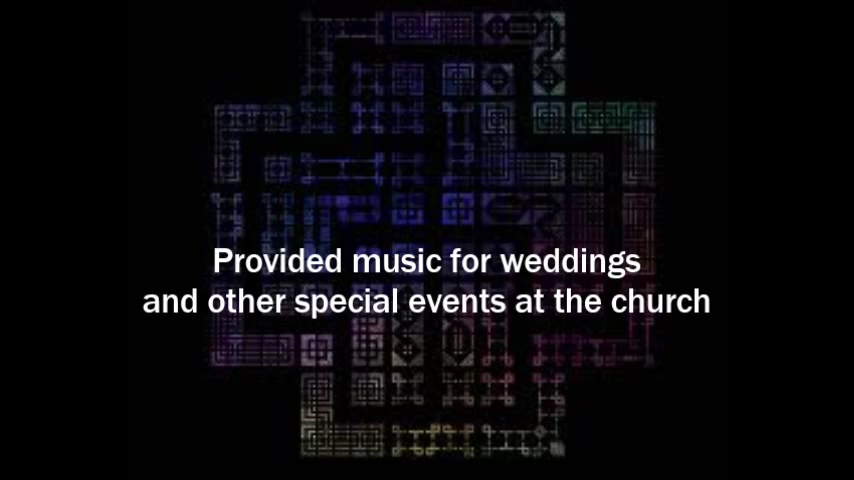 Provided music for weddings
and other special events at the church